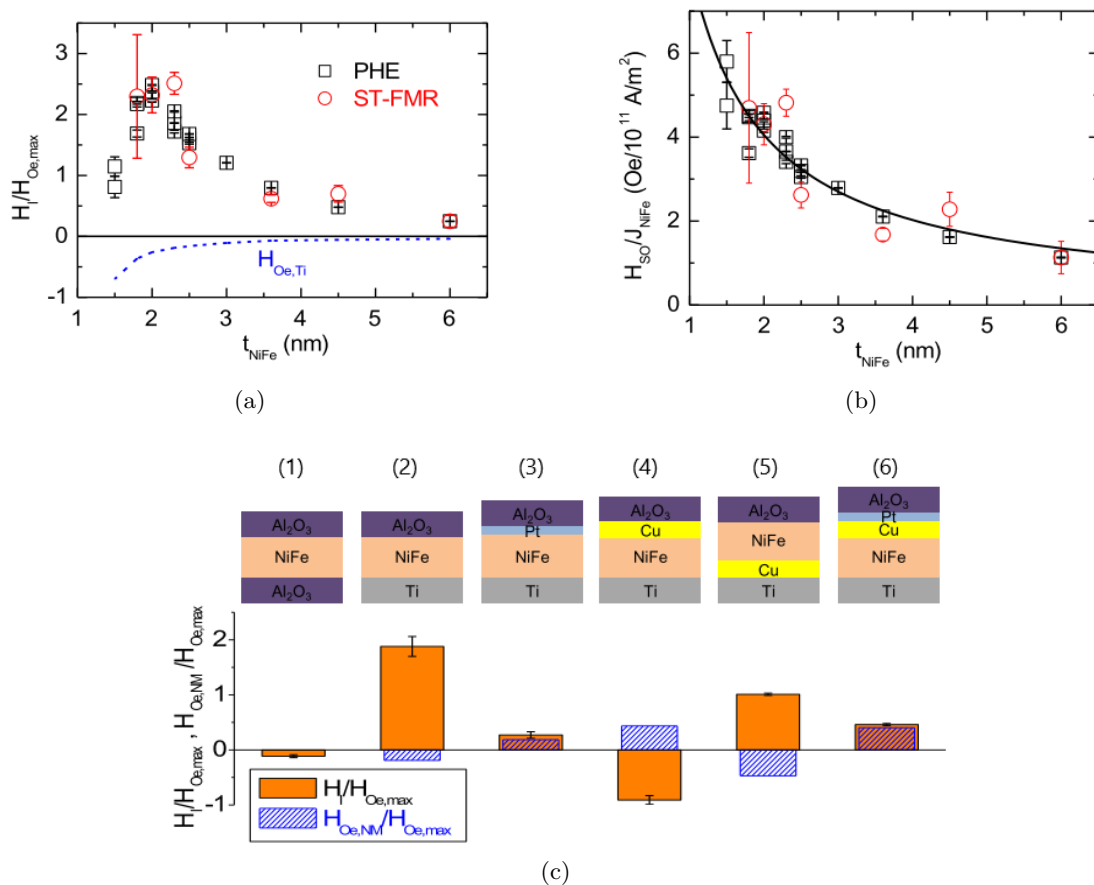 3
2
1
0
-1
H_I/H_Oe,max
PHE
ST-FMR
H_Oe,Ti
1 2 3 4 5 6
t_NiFe (nm)
(a)
6
4
2
0
H_SO/J_NiFe (Oe/10^11 A/m^2)
1 2 3 4 5 6
t_NiFe (nm)
(b)
(1) (2) (3) (4) (5) (6)
Al2O3
NiFe
Al2O3
Al2O3
NiFe
Ti
Al2O3
Pt
NiFe
Ti
Al2O3
Cu
NiFe
Ti
Al2O3
NiFe
Cu
Ti
Al2O3
Pt
Cu
NiFe
Ti
H_I/H_Oe,max , H_Oe,NM/H_Oe,max
2
1
0
-1
H_I/H_Oe,max
H_Oe,NM/H_Oe,max
(c)